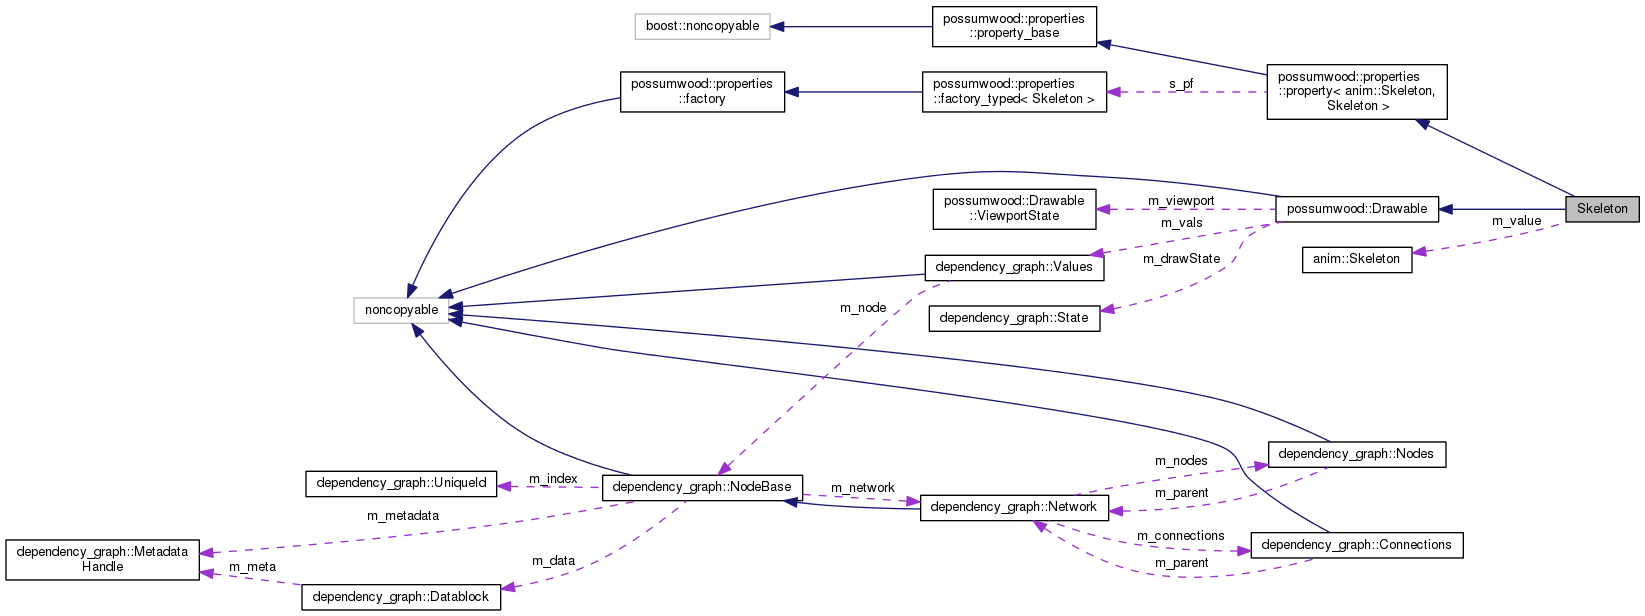 boost::noncopyable
possumwood::properties
::property_base
possumwood::properties
::factory
possumwood::properties
::factory_typed< Skeleton >
s_pf
possumwood::properties
::property< anim::Skeleton,
Skeleton >
possumwood::Drawable
::ViewportState
m_viewport
possumwood::Drawable
Skeleton
m_vals
m_value
m_drawState
anim::Skeleton
dependency_graph::Values
noncopyable
m_node
dependency_graph::State
dependency_graph::Nodes
m_nodes
dependency_graph::UniqueId
m_index
dependency_graph::NodeBase
m_network
m_parent
dependency_graph::Network
m_metadata
m_connections
dependency_graph::Connections
dependency_graph::Metadata
Handle
m_meta
m_data
m_parent
dependency_graph::Datablock